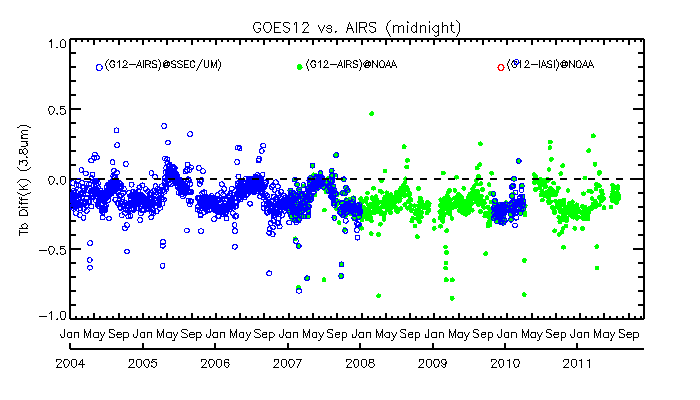 GOES12 vs. AIRS (midnight)
1.0
(G12-AIRS)@SSEC/UM) (G12-AIRS)@NOAA (G12-IASI)@NOAA
0.5
0.0
-0.5
-1.0
Tb Diff(K) (3.8um)
Jan May Sep Jan May Sep Jan May Sep Jan May Sep Jan May Sep Jan May Sep Jan May Sep Jan May Sep
2004 2005 2006 2007 2008 2009 2010 2011